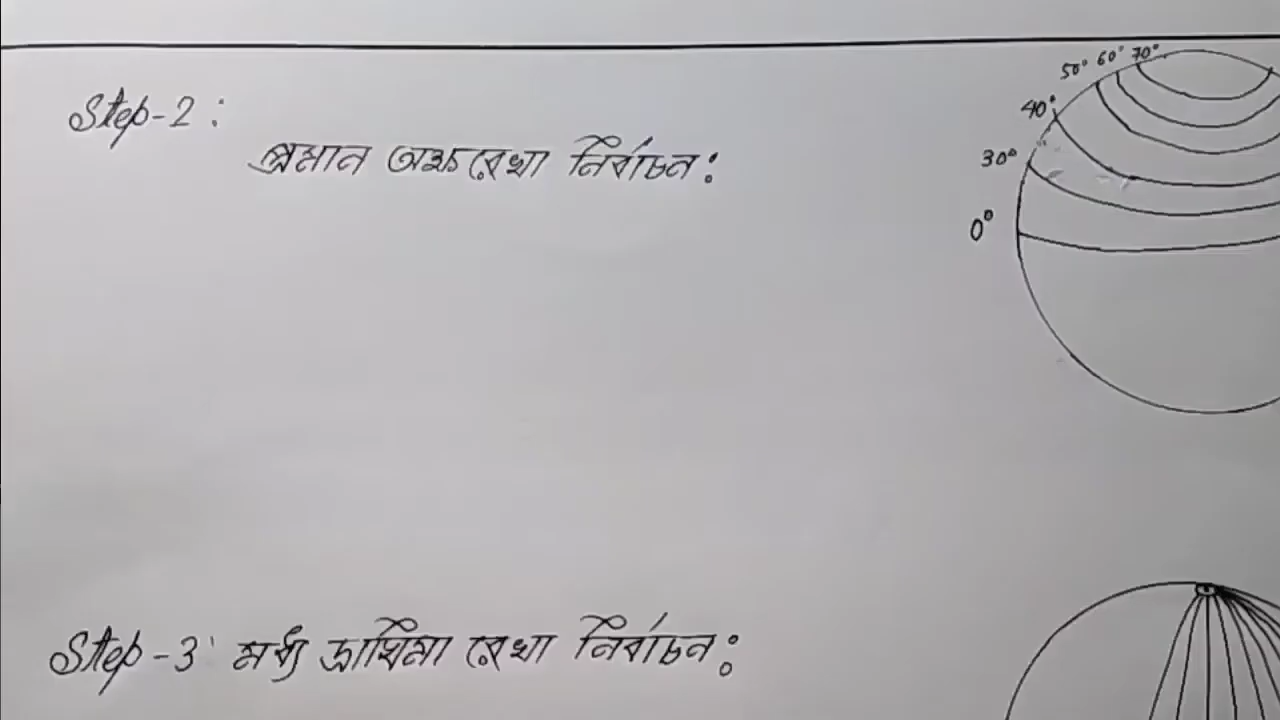 50° 60° 70°
Step-2 :
40°
প্রমান অক্ষরেখা নির্বাচন :
30°
0°
Step-3 মধ্য দ্রাঘিমা রেখা নির্বাচন :